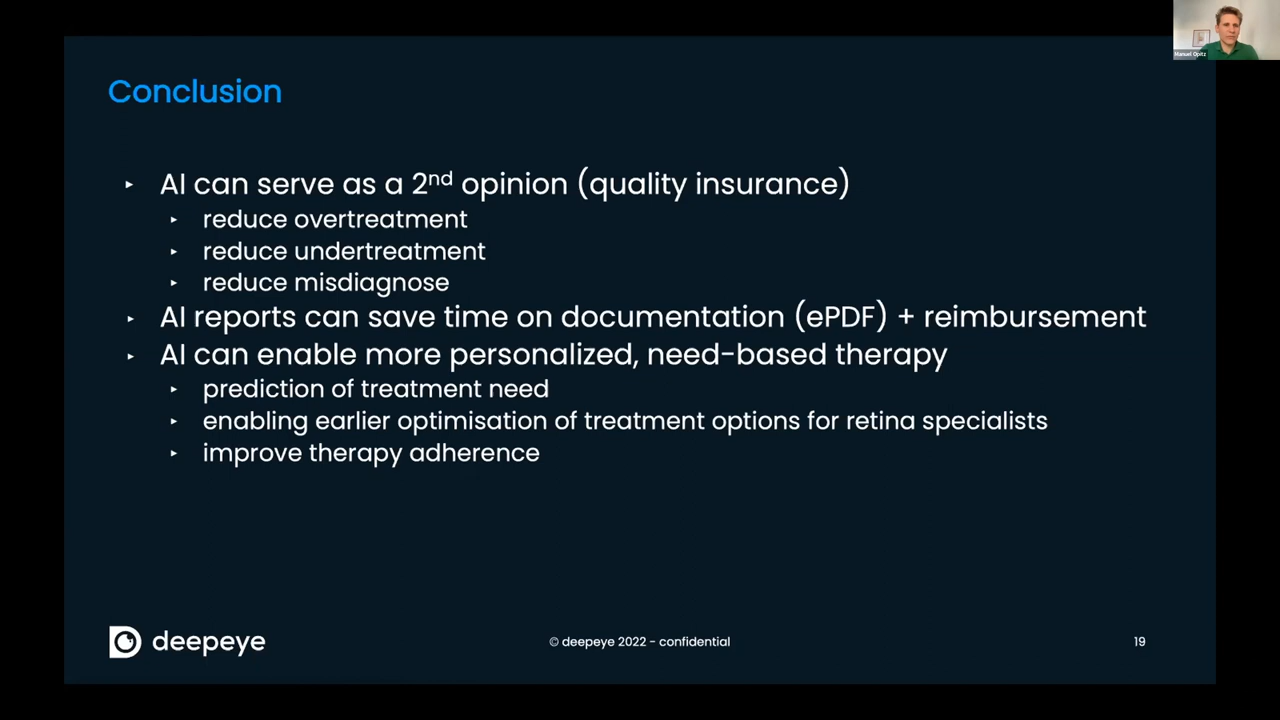 Manuel Opitz
Conclusion
AI can serve as a 2nd opinion (quality insurance)
reduce overtreatment
reduce undertreatment
reduce misdiagnose
AI reports can save time on documentation (ePDF) + reimbursement
AI can enable more personalized, need-based therapy
prediction of treatment need
enabling earlier optimisation of treatment options for retina specialists
improve therapy adherence
deepeye
© deepeye 2022 - confidential
19